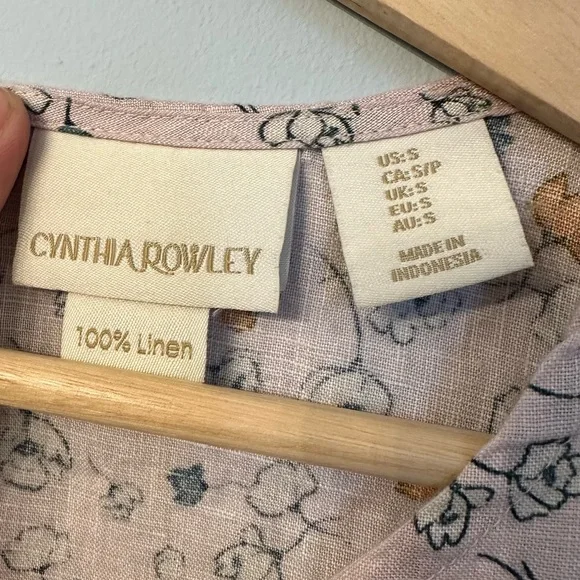 CYNTHIA ROWLEY
100% Linen
US: S
CA: S/P
UK: S
EU: S
AU: S
MADE IN
INDONESIA